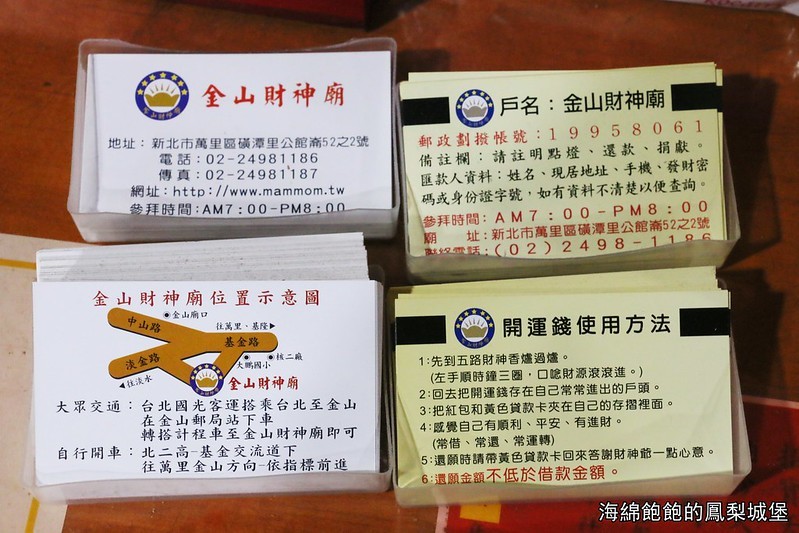 金山財神廟
地址：新北市萬里區磺潭里公館崙52之2號
電話：02-24981186
傳真：02-24981187
網址：http://www.mammom.tw
參拜時間：AM7：00-PM8：00
戶名：金山財神廟
郵政劃撥帳號：19958061
備註欄：請註明點燈、還款、捐獻。
匯款人資料：姓名、現居地址、手機、發財密
碼或身份證字號，如有資料不清楚以便查詢。
參拜時間：AM7：00-PM8：00
廟　址：新北市萬里區磺潭里公館崙52之2號
聯絡電話：(02)2498-1186
金山財神廟位置示意圖
金山廟口
中山路
往萬里、基隆
基金路
淡金路
核二廠
大鵬國小
往淡水
金山財神廟
大眾交通：台北國光客運搭乘台北至金山
在金山郵局站下車
轉搭計程車至金山財神廟即可
自行開車：北二高-基金交流道下
往萬里金山方向-依指標前進
開運錢使用方法
1：先到五路財神香爐過爐。
(左手順時鐘三圈，口唸財源滾滾進。)
2：回去把開運錢存在自己常常進出的戶頭。
3：把紅包和黃色貸款卡夾在自己的存摺裡面。
4：感覺自己有順利、平安、有進財。
(常借、常還、常運轉)
5：還願時請帶黃色貸款卡回來答謝財神爺一點心意。
6：還願金額不低於借款金額。
海綿飽飽的鳳梨城堡